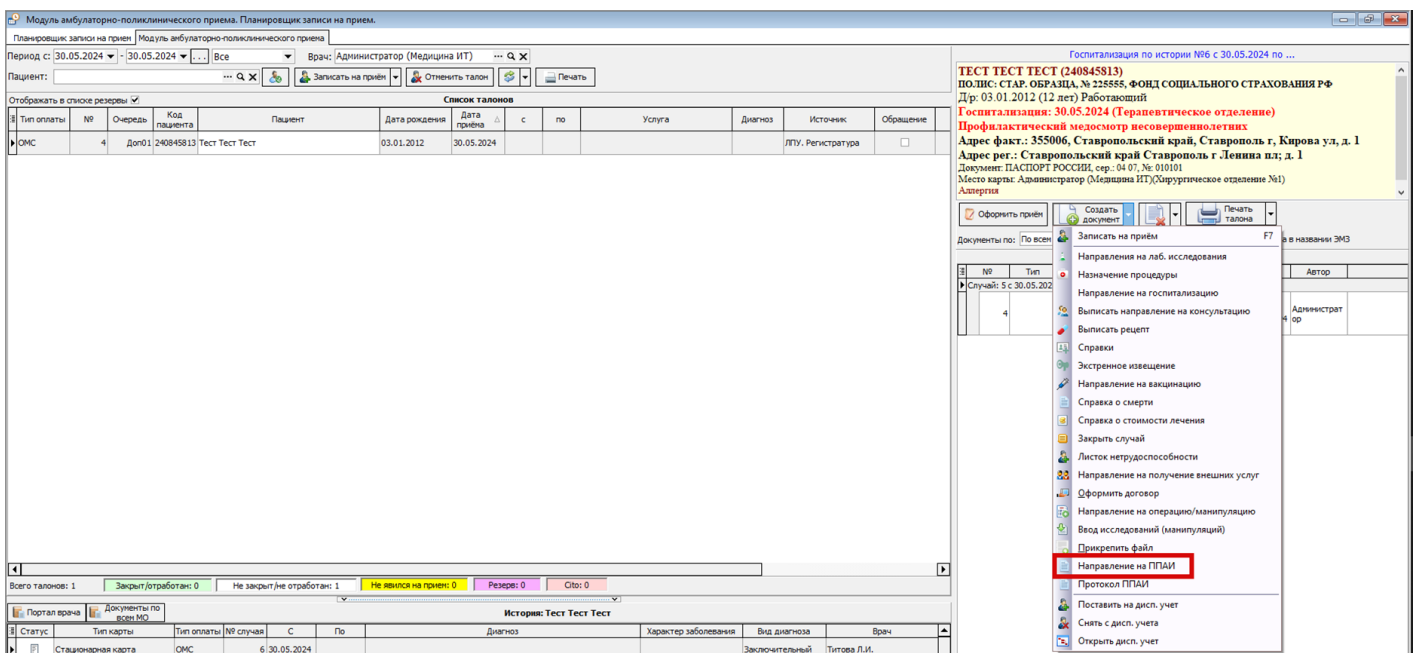 Модуль амбулаторно-поликлинического приема. Планировщик записи на прием.
Планировщик записи на прием Модуль амбулаторно-поликлинического приема
Период с: 30.05.2024 - 30.05.2024 ... Все Врач: Администратор (Медицина ИТ)
Пациент: Записать на приём Отменить талон Печать
Отображать в списке резервы Список талонов
Тип оплаты № Очередь Код пациента Пациент Дата рождения Дата приёма с по Услуга Диагноз Источник Обращение
ОМС 4 Доп01 240845813 Тест Тест Тест 03.01.2012 30.05.2024 ЛПУ. Регистратура
Всего талонов: 1 Закрыт/отработан: 0 Не закрыт/не отработан: 1 Не явился на прием: 0 Резерв: 0 Cito: 0
Портал врача Документы по всем МО История: Тест Тест Тест
Статус Тип карты Тип оплаты № случая С По Диагноз Характер заболевания Вид диагноза Врач
Стационарная карта ОМС 6 30.05.2024 Заключительный Титова Л.И.
Госпитализация по истории №6 с 30.05.2024 по ...
ТЕСТ ТЕСТ ТЕСТ (240845813)
ПОЛИС: СТАР. ОБРАЗЦА, № 225555, ФОНД СОЦИАЛЬНОГО СТРАХОВАНИЯ РФ
Д/р: 03.01.2012 (12 лет) Работающий
Госпитализация: 30.05.2024 (Терапевтическое отделение)
Профилактический медосмотр несовершеннолетних
Адрес факт.: 355006, Ставропольский край, Ставрополь г, Кирова ул, д. 1
Адрес рег.: Ставропольский край Ставрополь г Ленина пл; д. 1
Документ: ПАСПОРТ РОССИИ, сер.: 04 07, №: 010101
Место карты: Администратор (Медицина ИТ)(Хирургическое отделение №1)
Аллергия
Оформить приём Создать документ Печать талона
Документы по: По всем а в названии ЭМЗ
№ Тип Автор
Случай: 5 с 30.05.202
4 4 Администрат
ор
Записать на приём F7
Направления на лаб. исследования
Назначение процедуры
Направление на госпитализацию
Выписать направление на консультацию
Выписать рецепт
Справки
Экстренное извещение
Направление на вакцинацию
Справка о смерти
Справка о стоимости лечения
Закрыть случай
Листок нетрудоспособности
Направление на получение внешних услуг
Оформить договор
Направление на операцию/манипуляцию
Ввод исследований (манипуляций)
Прикрепить файл
Направление на ППАИ
Протокол ППАИ
Поставить на дисп. учет
Снять с дисп. учета
Открыть дисп. учет